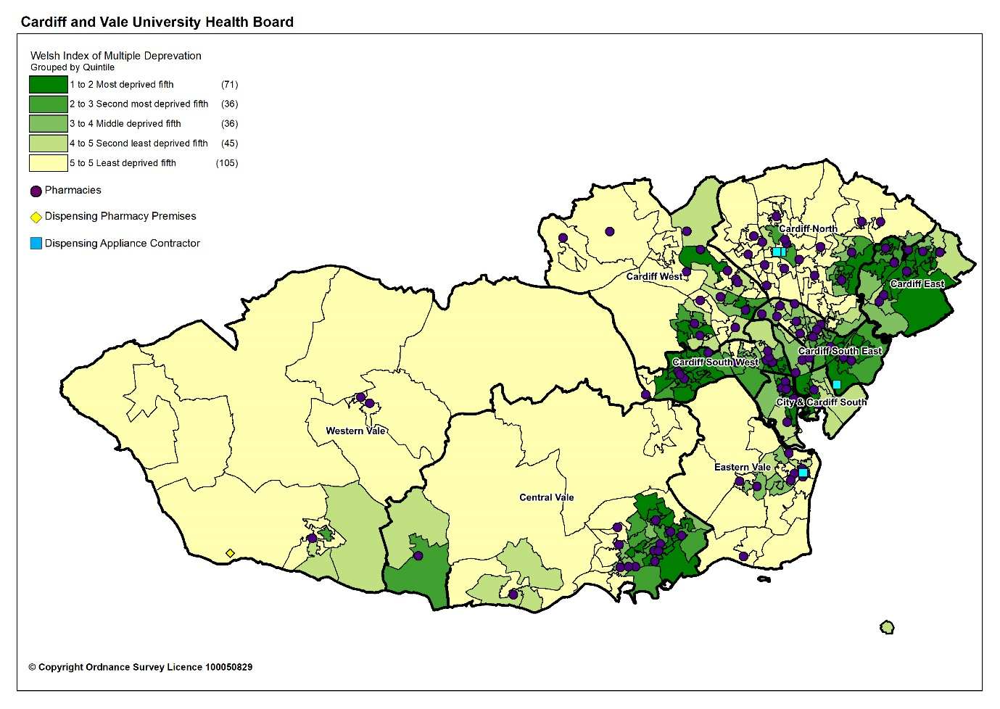 Cardiff and Vale University Health Board
Welsh Index of Multiple Deprevation
Grouped by Quintile
1 to 2 Most deprived fifth (71)
2 to 3 Second most deprived fifth (36)
3 to 4 Middle deprived fifth (36)
4 to 5 Second least deprived fifth (45)
5 to 5 Least deprived fifth (105)
Pharmacies
Dispensing Pharmacy Premises
Dispensing Appliance Contractor
Cardiff North
Cardiff West
Cardiff East
Cardiff South East
Cardiff South West
City & Cardiff South
Western Vale
Eastern Vale
Central Vale
© Copyright Ordnance Survey Licence 100050829